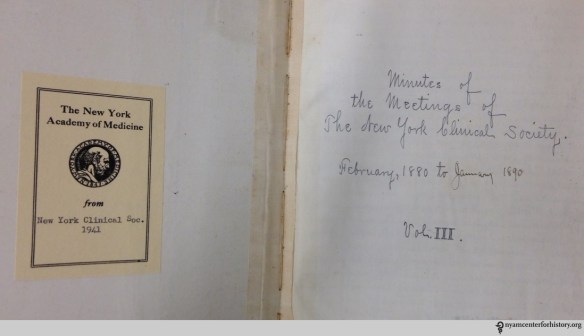 The New York
Academy of Medicine
from
New York Clinical Soc.
1941
Minutes of
the Meetings of
The New York Clinical Society.
February, 1880 to January 1890
Vol. III.
nyamcenterforhistory.org